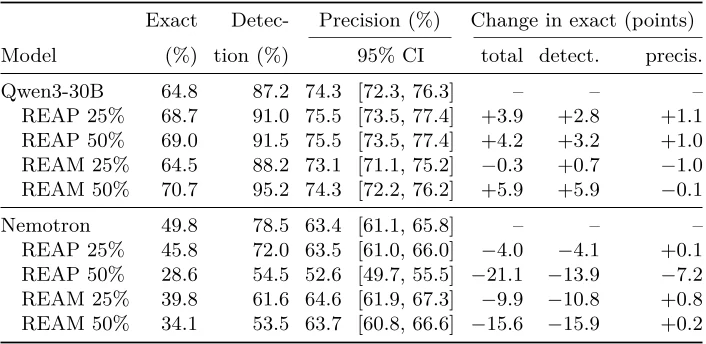 Exact Detec- Precision (%) Change in exact (points)
Model (%) tion (%) 95% CI total detect. precis.
Qwen3-30B 64.8 87.2 74.3 [72.3, 76.3] – – –
REAP 25% 68.7 91.0 75.5 [73.5, 77.4] +3.9 +2.8 +1.1
REAP 50% 69.0 91.5 75.5 [73.5, 77.4] +4.2 +3.2 +1.0
REAM 25% 64.5 88.2 73.1 [71.1, 75.2] −0.3 +0.7 −1.0
REAM 50% 70.7 95.2 74.3 [72.2, 76.2] +5.9 +5.9 −0.1
Nemotron 49.8 78.5 63.4 [61.1, 65.8] – – –
REAP 25% 45.8 72.0 63.5 [61.0, 66.0] −4.0 −4.1 +0.1
REAP 50% 28.6 54.5 52.6 [49.7, 55.5] −21.1 −13.9 −7.2
REAM 25% 39.8 61.6 64.6 [61.9, 67.3] −9.9 −10.8 +0.8
REAM 50% 34.1 53.5 63.7 [60.8, 66.6] −15.6 −15.9 +0.2